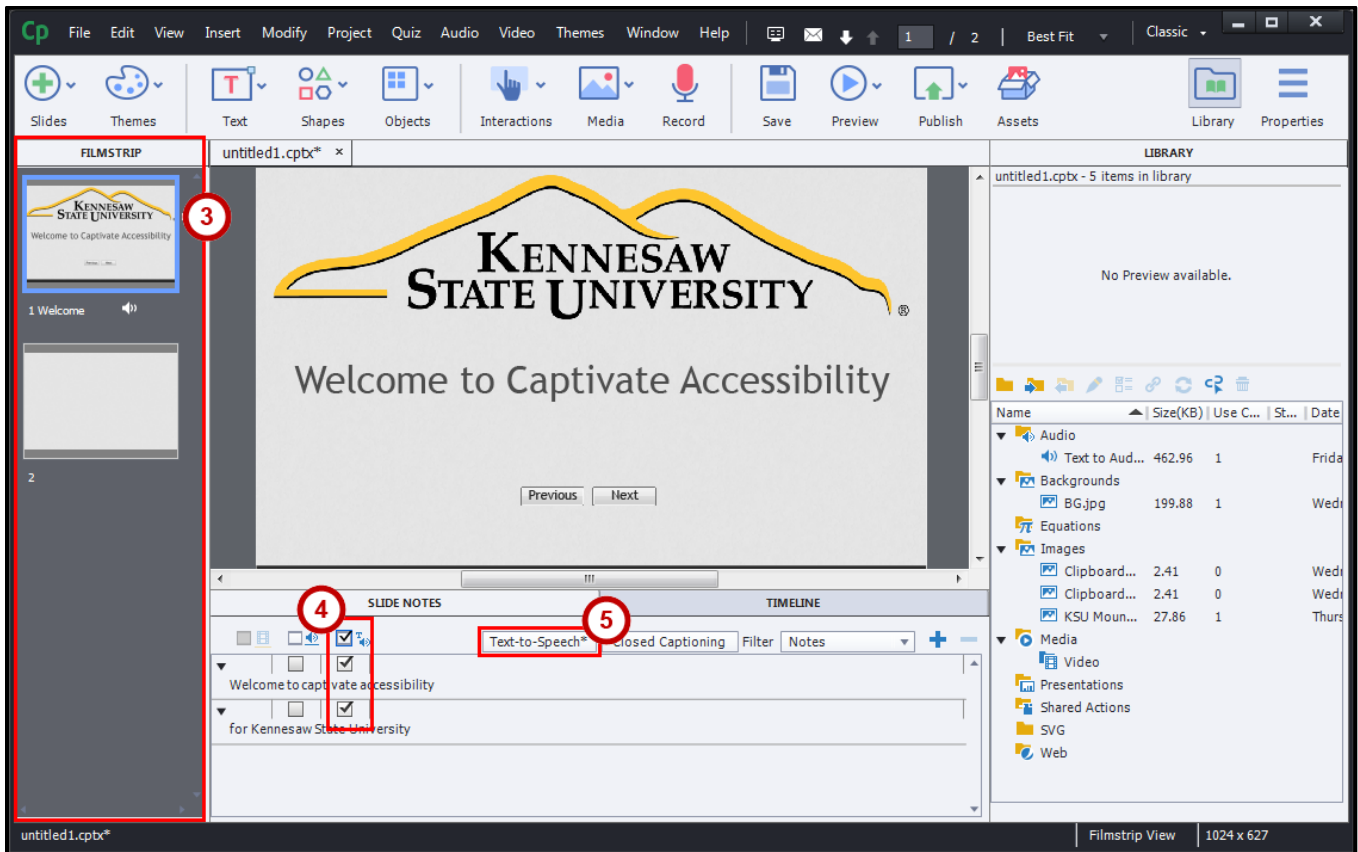 Cp File Edit View Insert Modify Project Quiz Audio Video Themes Window Help 1 / 2 Best Fit Classic
Slides Themes Text Shapes Objects Interactions Media Record Save Preview Publish Assets Library Properties
FILMSTRIP
untitled1.cptx* ×
LIBRARY
untitled1.cptx - 5 items in library
No Preview available.
KENNESAW
STATE UNIVERSITY
Welcome to Captivate Accessibility
3
1 Welcome
2
KENNESAW
STATE UNIVERSITY ®
Welcome to Captivate Accessibility
Previous Next
Name Size(KB) Use C... St... Date
Audio
Text to Aud... 462.96 1 Frida
Backgrounds
BG.jpg 199.88 1 Wedn
Equations
Images
Clipboard... 2.41 0 Wedn
Clipboard... 2.41 0 Wedn
KSU Moun... 27.86 1 Thurs
Media
Video
Presentations
Shared Actions
SVG
Web
4
5
SLIDE NOTES TIMELINE
Text-to-Speech* Closed Captioning Filter Notes
Welcome to captivate accessibility
for Kennesaw State University
untitled1.cptx* Filmstrip View 1024 x 627